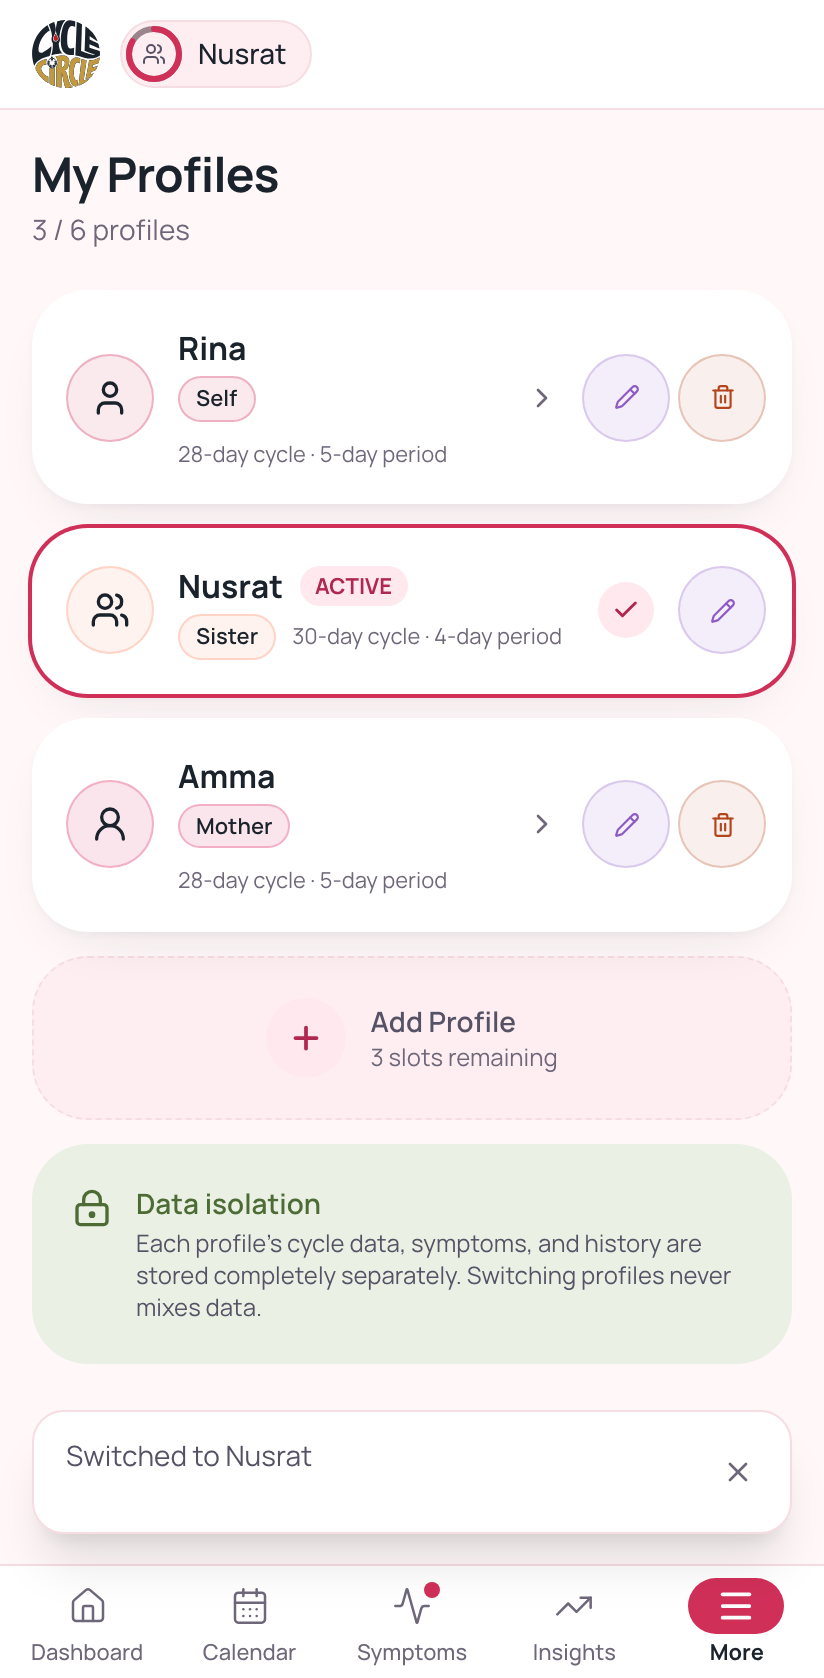 CYCLE
CIRCLE
Nusrat
My Profiles
3 / 6 profiles
Rina
Self
28-day cycle · 5-day period
Nusrat ACTIVE
Sister 30-day cycle · 4-day period
Amma
Mother
28-day cycle · 5-day period
Add Profile
3 slots remaining
Data isolation
Each profile's cycle data, symptoms, and history are
stored completely separately. Switching profiles never
mixes data.
Switched to Nusrat
Dashboard Calendar Symptoms Insights More